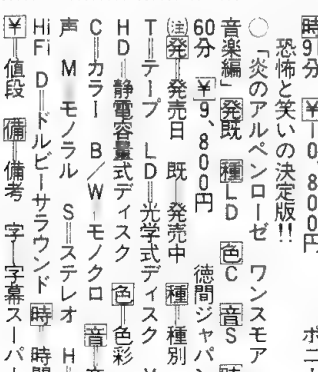 時91分 ¥10、800円 ポニ
恐怖と笑いの決定版!!
○「炎のアルペンローゼ ワンスモア
音楽編」発既 種LD 色C 音S 時
60分 ¥9、800円 徳間ジャパン
(注)発─発売日 既─発売中 種─種別
T=テープ LD=光学式ディスク V
HD=静電容量式ディスク 色─色彩
C=カラー B/W─モノクロ 音─音
声 M─モノラル S=ステレオ H─
HiFi D=ドルビーサラウンド 時─時間
¥─値段 備─備考 字─字幕スーパ